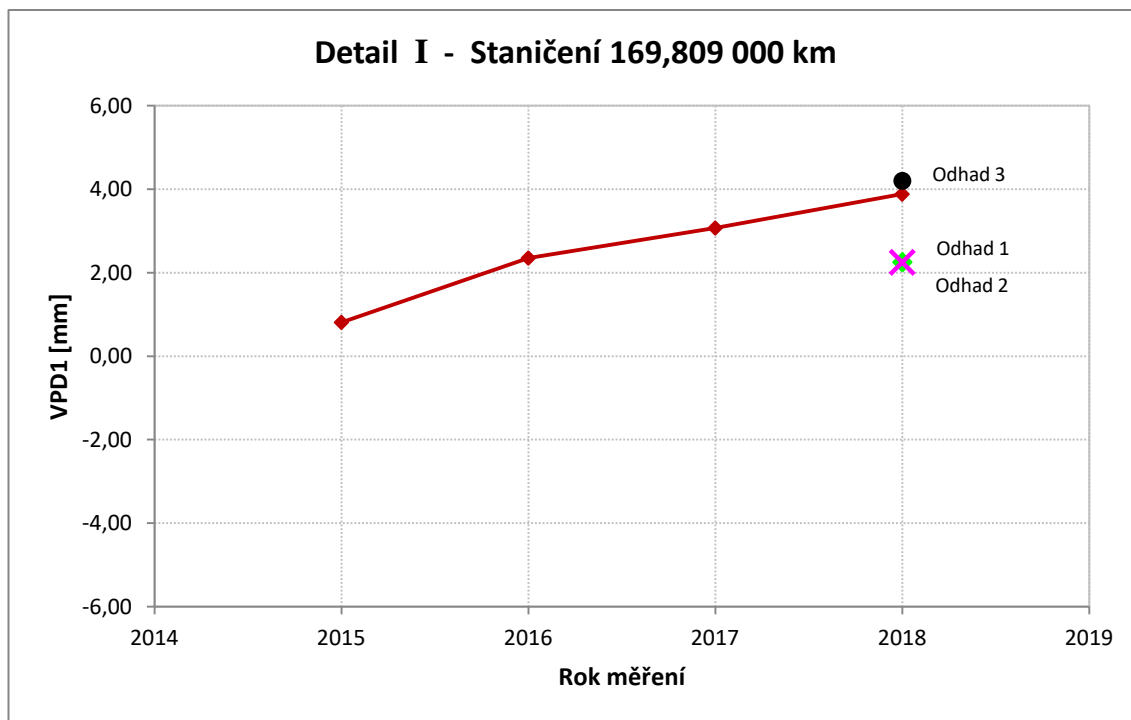 Detail I - Staničení 169,809 000 km
6,00
4,00
2,00
0,00
-2,00
-4,00
-6,00
VPD1 [mm]
Odhad 3
Odhad 1
Odhad 2
2014 2015 2016 2017 2018 2019
Rok měření